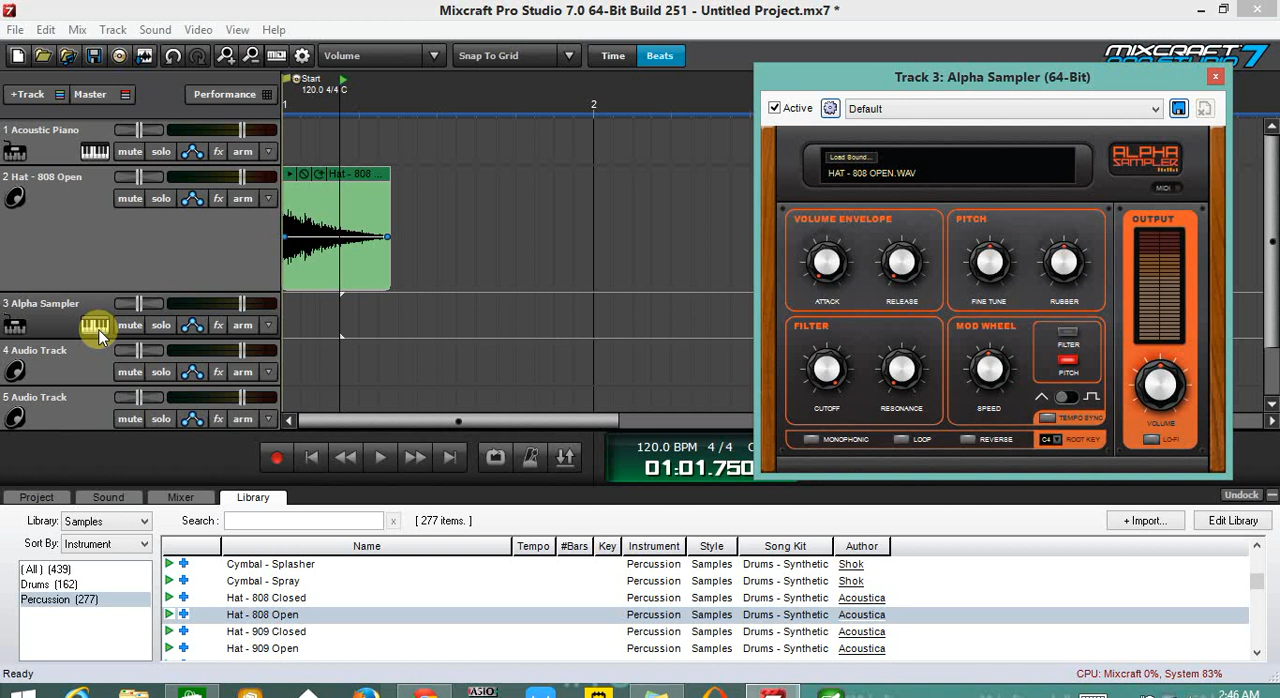 Mixcraft Pro Studio 7.0 64-Bit Build 251 - Untitled Project.mx7 *
File Edit Mix Track Sound Video View Help
Volume Snap To Grid Time Beats MIXCRAFT PRO STUDIO 7
+Track Master Performance
Start
120.0 4/4 C
1 2
Track 3: Alpha Sampler (64-Bit)
Active Default
Load Sound...
HAT - 808 OPEN.WAV
ALPHA SAMPLER
MIDI
VOLUME ENVELOPE PITCH OUTPUT
ATTACK RELEASE FINE TUNE RUBBER
FILTER MOD WHEEL
FILTER
PITCH
CUTOFF RESONANCE SPEED
TEMPO SYNC
VOLUME
MONOPHONIC LOOP REVERSE C4 ROOT KEY LO-FI
1 Acoustic Piano
mute solo fx arm
2 Hat - 808 Open
mute solo fx arm
Hat - 808 ...
3 Alpha Sampler
mute solo fx arm
4 Audio Track
mute solo fx arm
5 Audio Track
mute solo fx arm
120.0 BPM 4 / 4 C
01:01.750
Project Sound Mixer Library Undock
Library: Samples Search : x [ 277 items. ] + Import... Edit Library
Sort By: Instrument
( All ) (439)
Drums (162)
Percussion (277)
Name Tempo #Bars Key Instrument Style Song Kit Author
Cymbal - Splasher Percussion Samples Drums - Synthetic Shok
Cymbal - Spray Percussion Samples Drums - Synthetic Shok
Hat - 808 Closed Percussion Samples Drums - Synthetic Acoustica
Hat - 808 Open Percussion Samples Drums - Synthetic Acoustica
Hat - 909 Closed Percussion Samples Drums - Synthetic Acoustica
Hat - 909 Open Percussion Samples Drums - Synthetic Acoustica
Ready CPU: Mixcraft 0%, System 83%
ASIO
2:46 AM